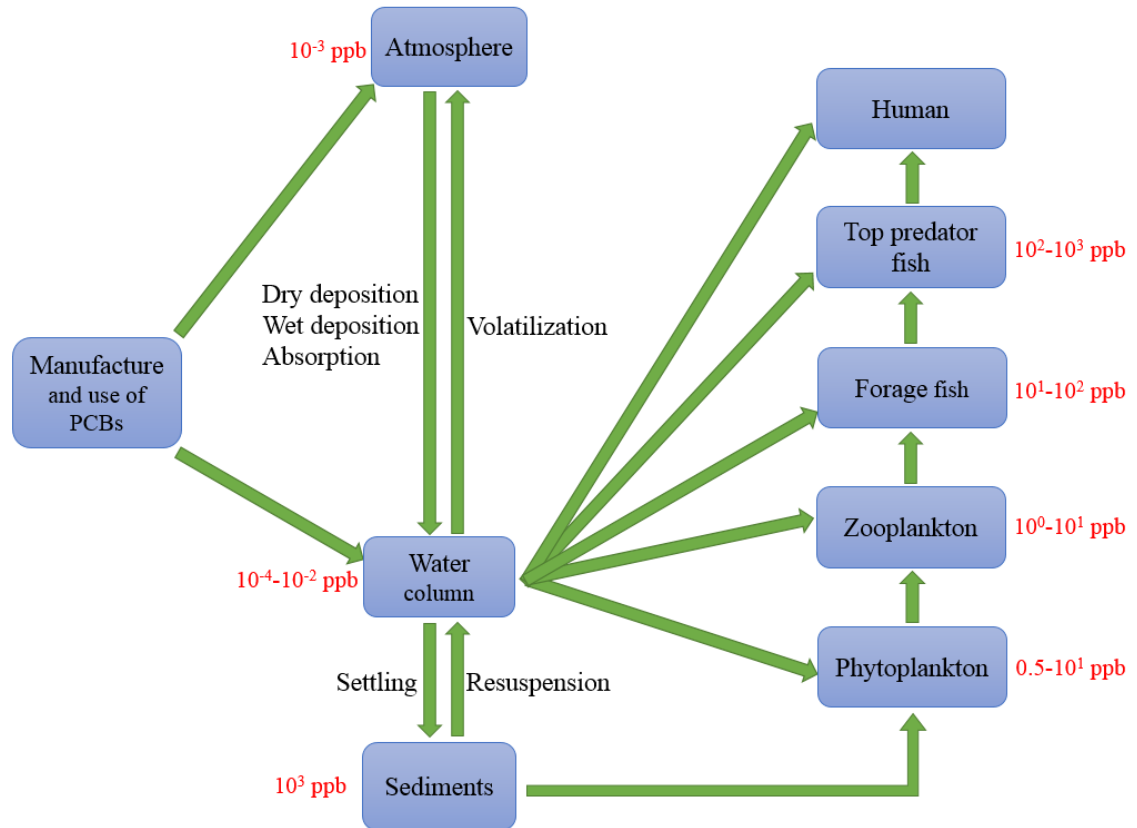 10⁻³ ppb
Atmosphere
Human
Top predator
fish
10²-10³ ppb
Dry deposition
Wet deposition
Absorption
Volatilization
Manufacture
and use of
PCBs
Forage fish
10¹-10² ppb
Zooplankton
10⁰-10¹ ppb
10⁻⁴-10⁻² ppb
Water
column
Phytoplankton
0.5-10¹ ppb
Settling
Resuspension
10³ ppb
Sediments